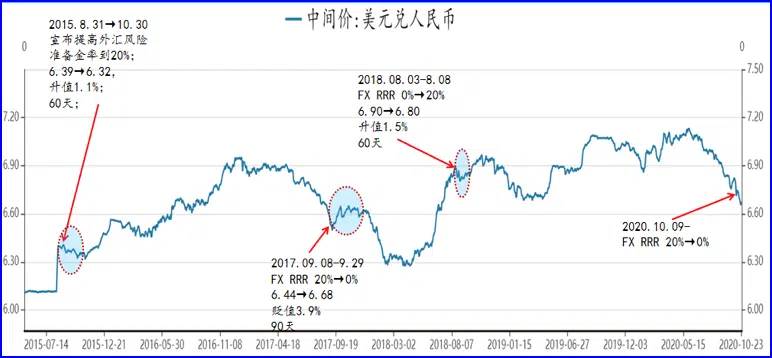 中间价:美元兑人民币
2015.8.31→10.30
宣布提高外汇风险
准备金率到20%;
6.39→6.32,
升值1.1%;
60天;
2018.08.03-8.08
FX RRR 0%→20%
6.90→6.80
升值1.5%
60天
2017.09.08-9.29
FX RRR 20%→0%
6.44→6.68
贬值3.9%
90天
2020.10.09-
FX RRR 20%→0%
0
7.20
6.90
6.60
6.30
6.00
0
7.50
7.20
6.90
6.60
6.30
6.00
2015-07-14 2015-12-21 2016-05-30 2016-11-08 2017-04-18 2017-09-19 2018-03-02 2018-08-07 2019-01-15 2019-06-27 2019-12-03 2020-05-15 2020-10-23